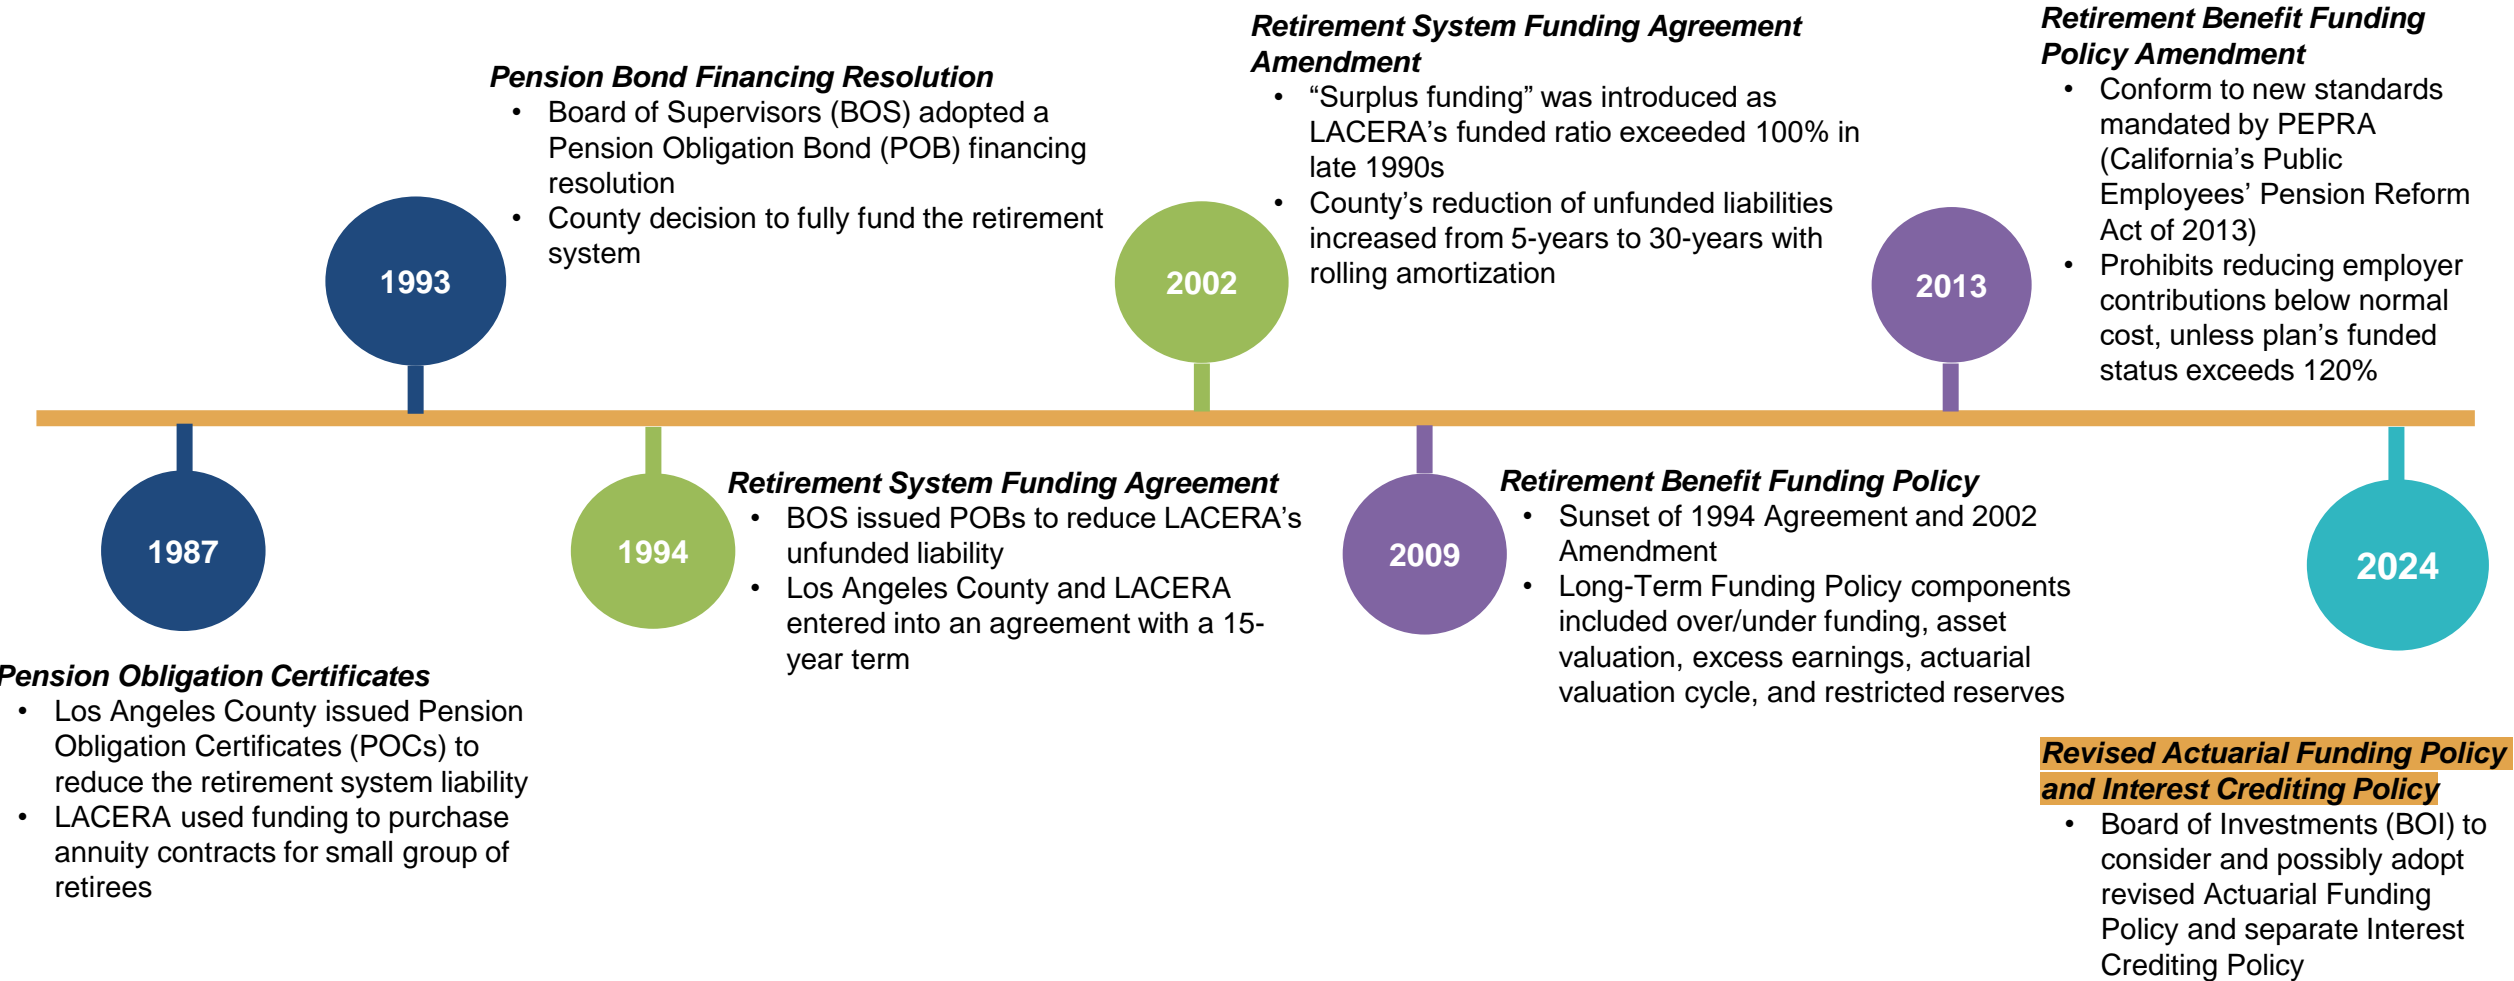 Pension Bond Financing Resolution
• Board of Supervisors (BOS) adopted a
Pension Obligation Bond (POB) financing
resolution
• County decision to fully fund the retirement
system
1993
Retirement System Funding Agreement
Amendment
• “Surplus funding” was introduced as
LACERA’s funded ratio exceeded 100% in
late 1990s
• County’s reduction of unfunded liabilities
increased from 5-years to 30-years with
rolling amortization
2002
Retirement Benefit Funding
Policy Amendment
• Conform to new standards
mandated by PEPRA
(California’s Public
Employees’ Pension Reform
Act of 2013)
• Prohibits reducing employer
contributions below normal
cost, unless plan’s funded
status exceeds 120%
2013
1987
Pension Obligation Certificates
• Los Angeles County issued Pension
Obligation Certificates (POCs) to
reduce the retirement system liability
• LACERA used funding to purchase
annuity contracts for small group of
retirees
1994
Retirement System Funding Agreement
• BOS issued POBs to reduce LACERA’s
unfunded liability
• Los Angeles County and LACERA
entered into an agreement with a 15-
year term
2009
Retirement Benefit Funding Policy
• Sunset of 1994 Agreement and 2002
Amendment
• Long-Term Funding Policy components
included over/under funding, asset
valuation, excess earnings, actuarial
valuation cycle, and restricted reserves
2024
Revised Actuarial Funding Policy
and Interest Crediting Policy
• Board of Investments (BOI) to
consider and possibly adopt
revised Actuarial Funding
Policy and separate Interest
Crediting Policy